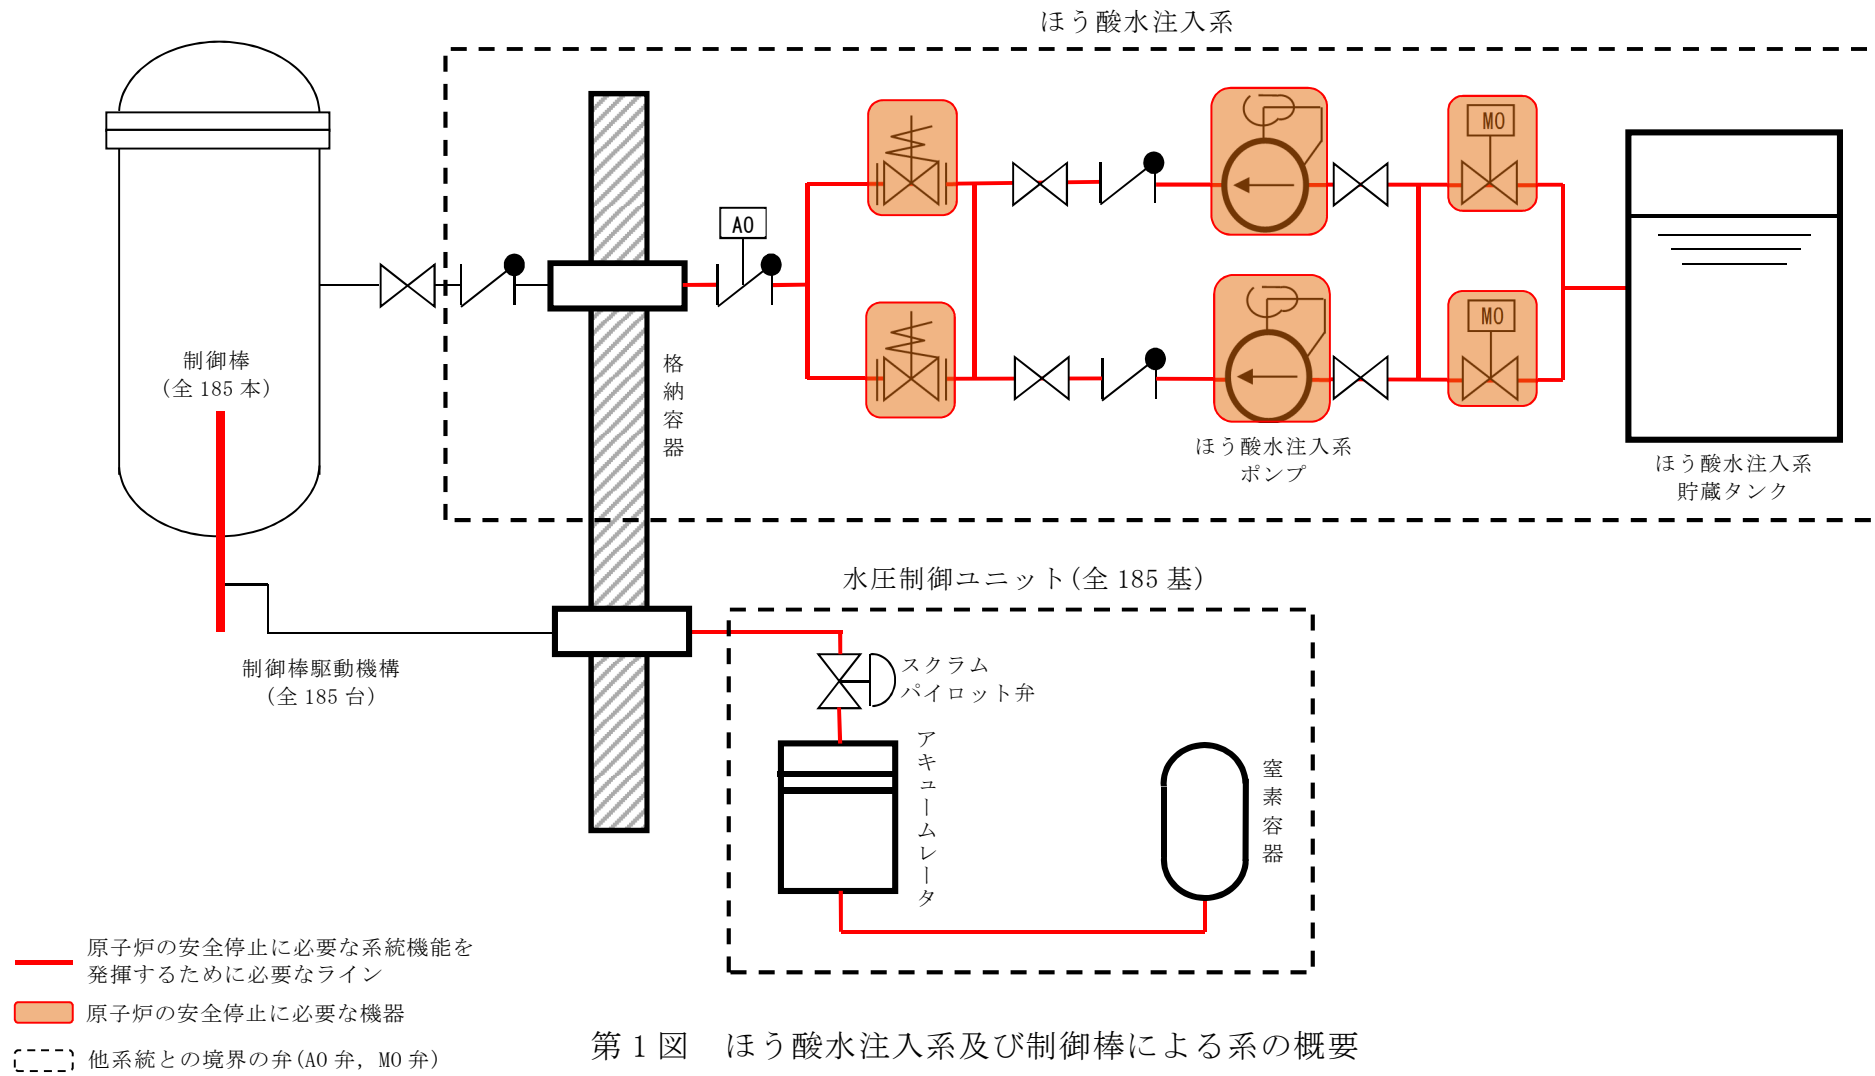 ほう酸水注入系
MO
AO
MO
制御棒
(全 185 本)
格納容器
ほう酸水注入系
ポンプ
ほう酸水注入系
貯蔵タンク
水圧制御ユニット(全 185 基)
制御棒駆動機構
(全 185 台)
スクラム
パイロット弁
アキュームレータ
窒素容器
原子炉の安全停止に必要な系統機能を
発揮するために必要なライン
原子炉の安全停止に必要な機器
他系統との境界の弁(AO 弁, MO 弁)
第1図　ほう酸水注入系及び制御棒による系の概要